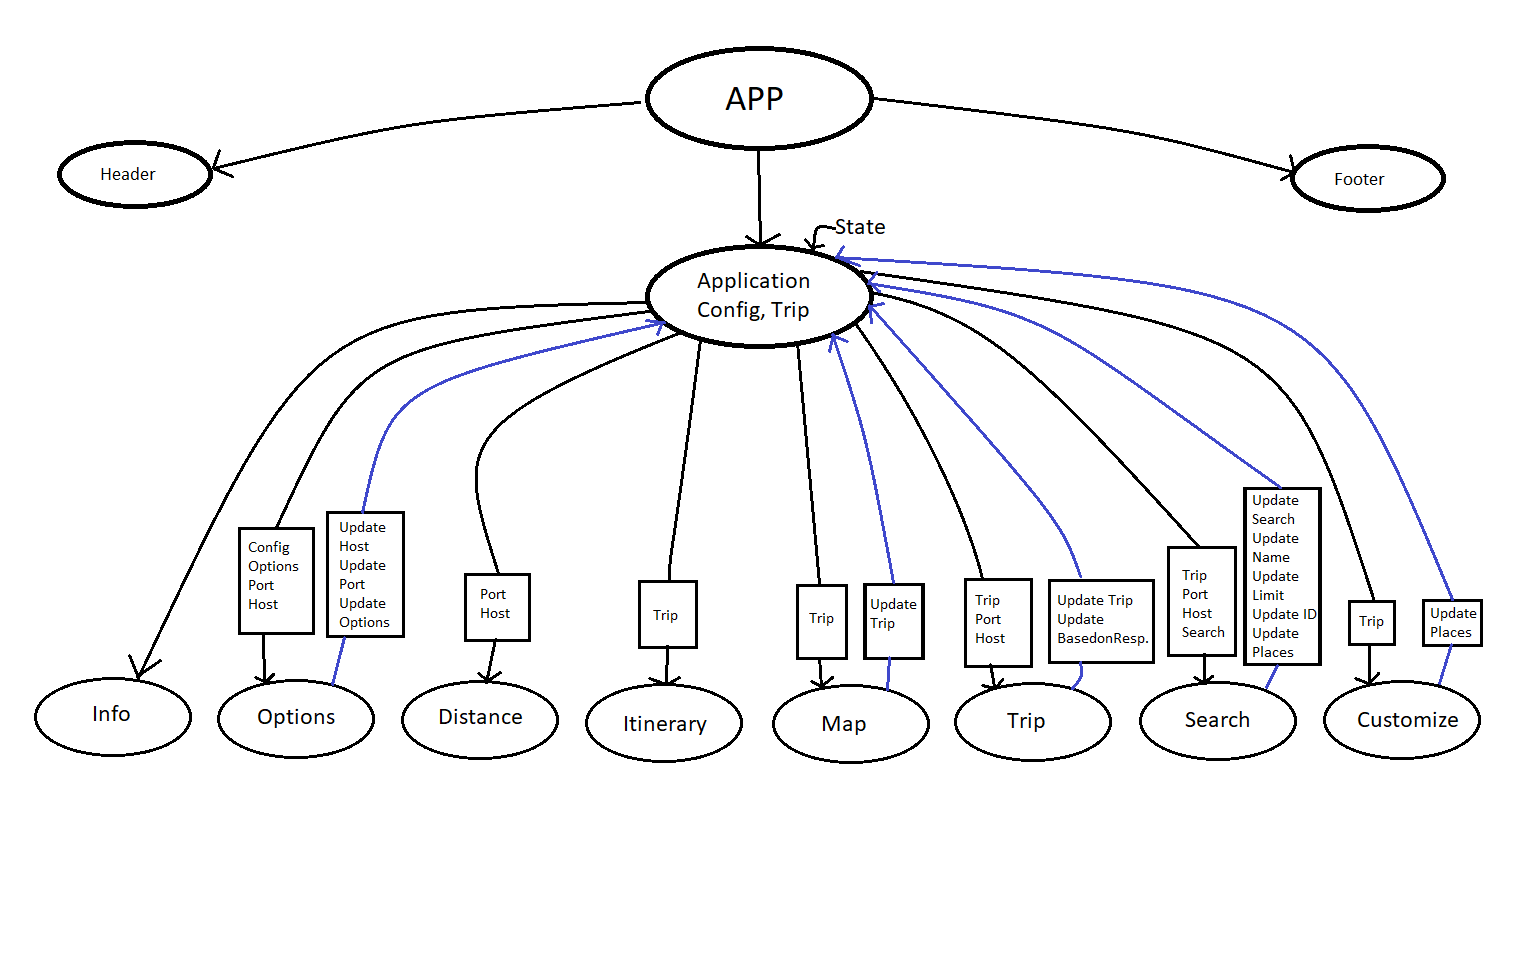 APP
Header
Footer
State
Application
Config, Trip
Config
Options
Port
Host
Update
Host
Update
Port
Update
Options
Port
Host
Trip
Trip
Update
Trip
Trip
Port
Host
Update Trip
Update
BasedonResp.
Trip
Port
Host
Search
Update
Search
Update
Name
Update
Limit
Update ID
Update
Places
Trip
Update
Places
Info
Options
Distance
Itinerary
Map
Trip
Search
Customize